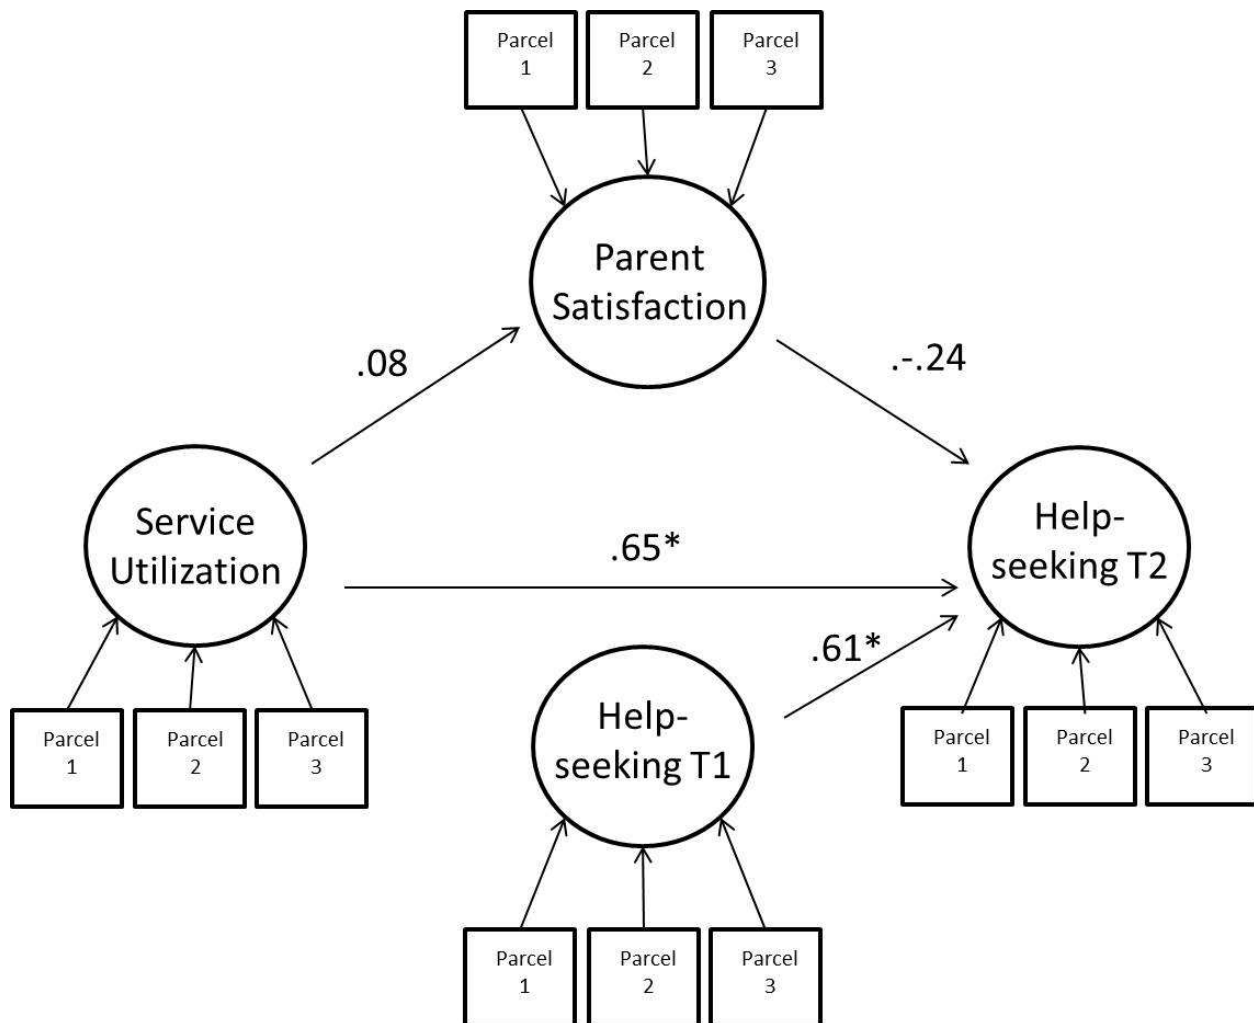 Parcel
1
Parcel
2
Parcel
3
Parent
Satisfaction
.08
.-.24
Service
Utilization
.65*
Help-
seeking T2
.61*
Help-
seeking T1
Parcel
1
Parcel
2
Parcel
3
Parcel
1
Parcel
2
Parcel
3
Parcel
1
Parcel
2
Parcel
3